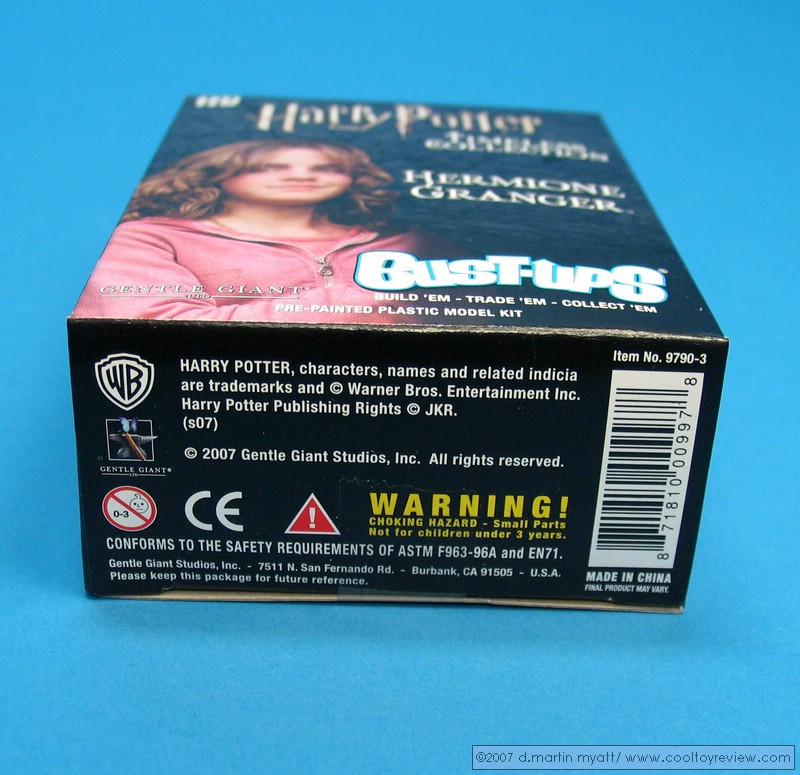 Harry Potter
TIMELESS
COLLECTION
HERMIONE
GRANGER™
GENTLE GIANT
LTD
BUST-UPS®
BUILD 'EM - TRADE 'EM - COLLECT 'EM
PRE-PAINTED PLASTIC MODEL KIT
WB
HARRY POTTER, characters, names and related indicia
are trademarks and © Warner Bros. Entertainment Inc.
Harry Potter Publishing Rights © JKR.
(s07)
GENTLE GIANT®
LTD
© 2007 Gentle Giant Studios, Inc. All rights reserved.
Item No. 9790-3
8 71810 00997 8
0-3
CE
!
WARNING!
CHOKING HAZARD - Small Parts
Not for children under 3 years.
CONFORMS TO THE SAFETY REQUIREMENTS OF ASTM F963-96A and EN71.
Gentle Giant Studios, Inc. - 7511 N. San Fernando Rd. - Burbank, CA 91505 - U.S.A.
Please keep this package for future reference.
MADE IN CHINA
FINAL PRODUCT MAY VARY.
©2007 d.martin myatt/ www.cooltoyreview.com